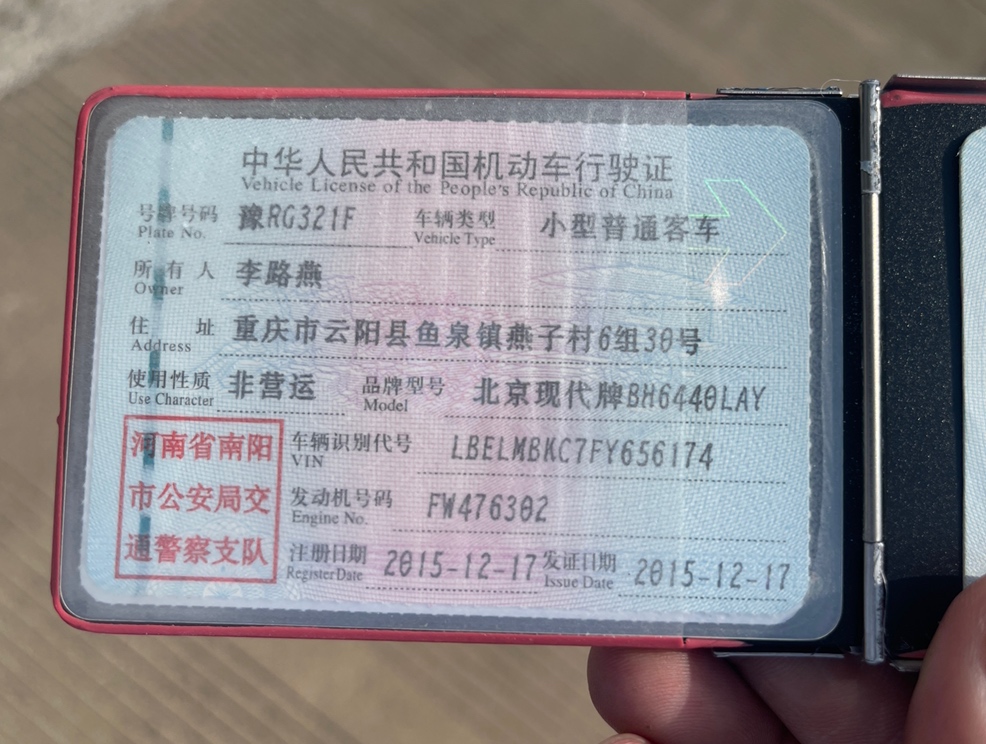 中华人民共和国机动车行驶证
Vehicle License of the People's Republic of China
号牌号码 豫RG321F 车辆类型 小型普通客车
Plate No. Vehicle Type
所有人 李路燕
Owner
住址 重庆市云阳县鱼泉镇燕子村6组30号
Address
使用性质 非营运 品牌型号 北京现代牌BH6440LAY
Use Character Model
河南省南阳
市公安局交
通警察支队
车辆识别代号 LBELMBKC7FY656174
VIN
发动机号码 FW476302
Engine No.
注册日期 2015-12-17 发证日期 2015-12-17
Register Date Issue Date